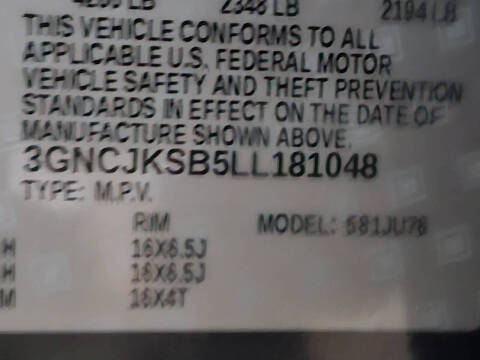 2348 LB 2194 LB
THIS VEHICLE CONFORMS TO ALL
APPLICABLE U.S. FEDERAL MOTOR
VEHICLE SAFETY AND THEFT PREVENTION
STANDARDS IN EFFECT ON THE DATE OF
MANUFACTURE SHOWN ABOVE.
3GNCJKSB5LL181048
TYPE: M.P.V.
RIM MODEL:
H 16X6.5J
H 16X6.5J
M 16X4T